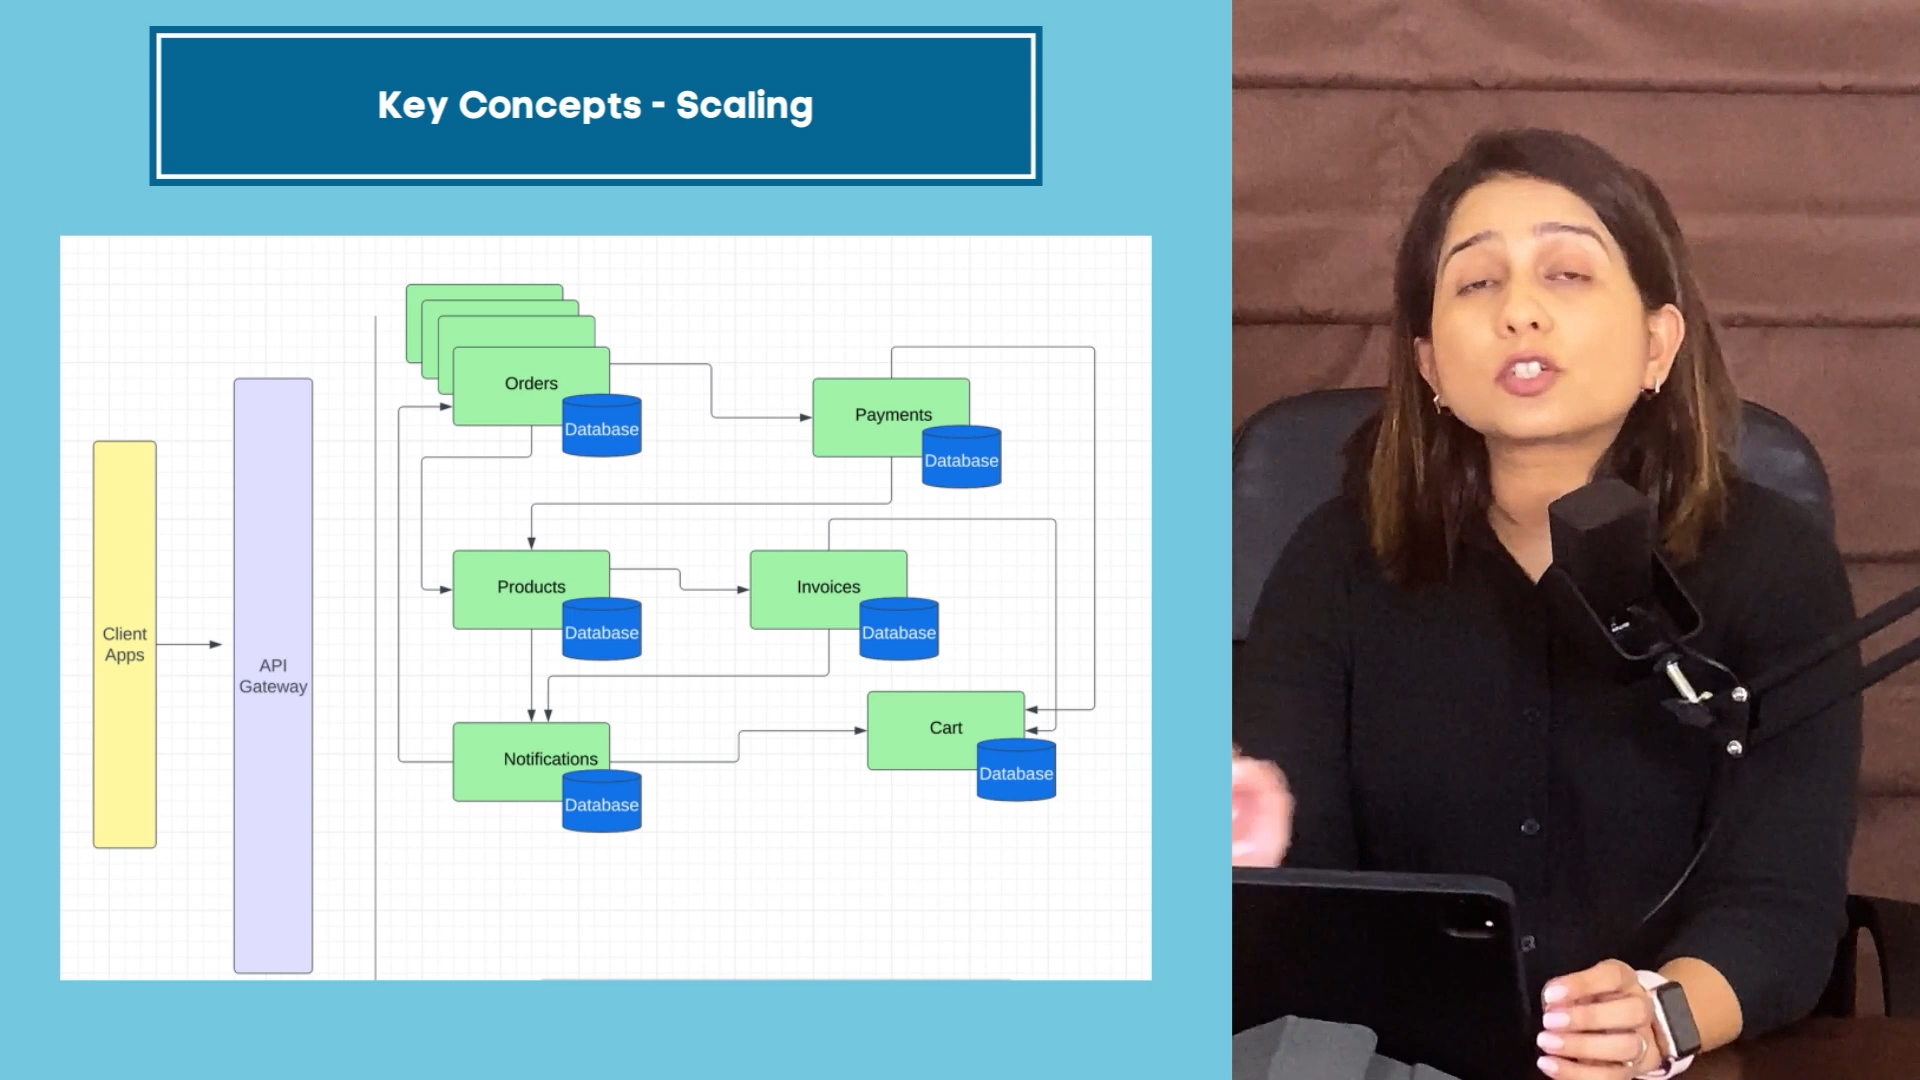 Key Concepts - Scaling
Orders
Database
Payments
Database
Products
Database
Invoices
Database
Client
Apps
API
Gateway
Notifications
Database
Cart
Database